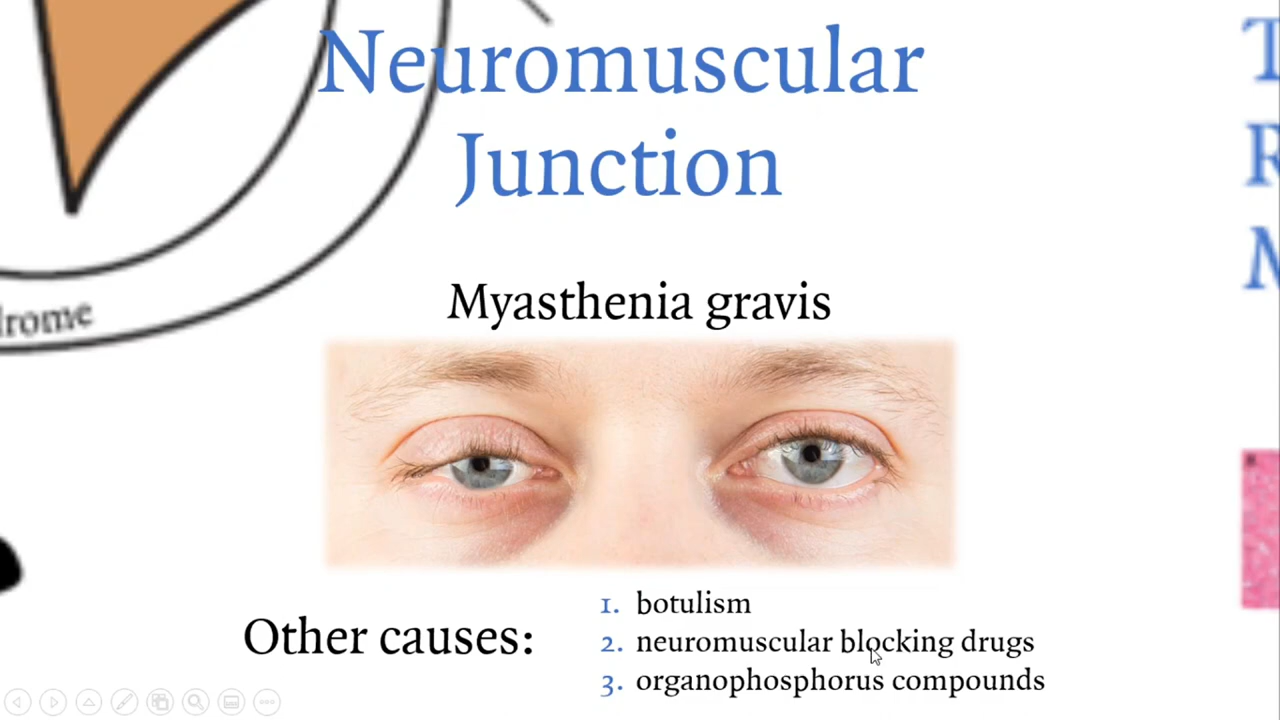 Neuromuscular
Junction
Myasthenia gravis
Other causes:
1. botulism
2. neuromuscular blocking drugs
3. organophosphorus compounds